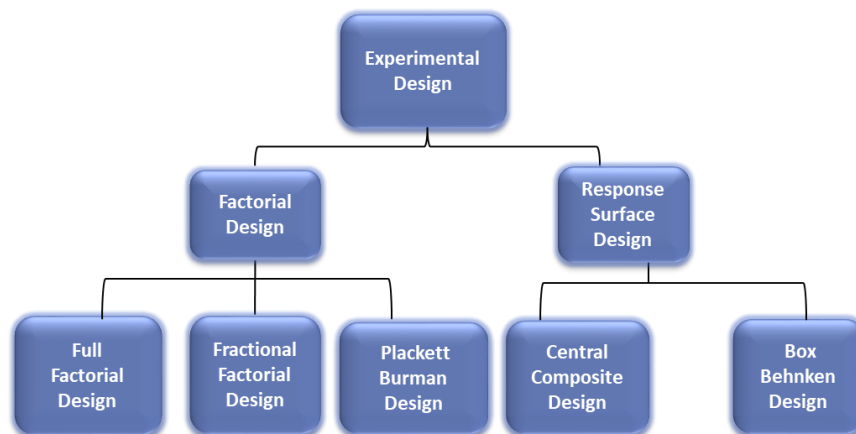 Experimental
Design
Factorial
Design
Response
Surface
Design
Full
Factorial
Design
Fractional
Factorial
Design
Plackett
Burman
Design
Central
Composite
Design
Box
Behnken
Design